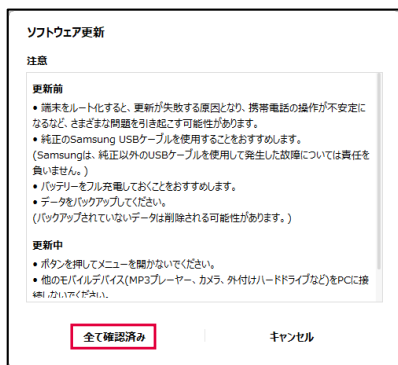 ソフトウェア更新
注意
更新前
• 端末をルート化すると、更新が失敗する原因となり、携帯電話の操作が不安定に
なるなど、さまざまな問題を引き起こす可能性があります。
• 純正のSamsung USBケーブルを使用することをおすすめします。
(Samsungは、純正以外のUSBケーブルを使用して発生した故障については責任を
負いません。)
• バッテリーをフル充電しておくことをおすすめします。
• データをバックアップしてください。
(バックアップされていないデータは削除される可能性があります。)
更新中
• ボタンを押してメニューを開かないでください。
• 他のモバイルデバイス(MP3プレーヤー、カメラ、外付けハードドライブなど)をPCに接
続しないでください。
全て確認済み
キャンセル